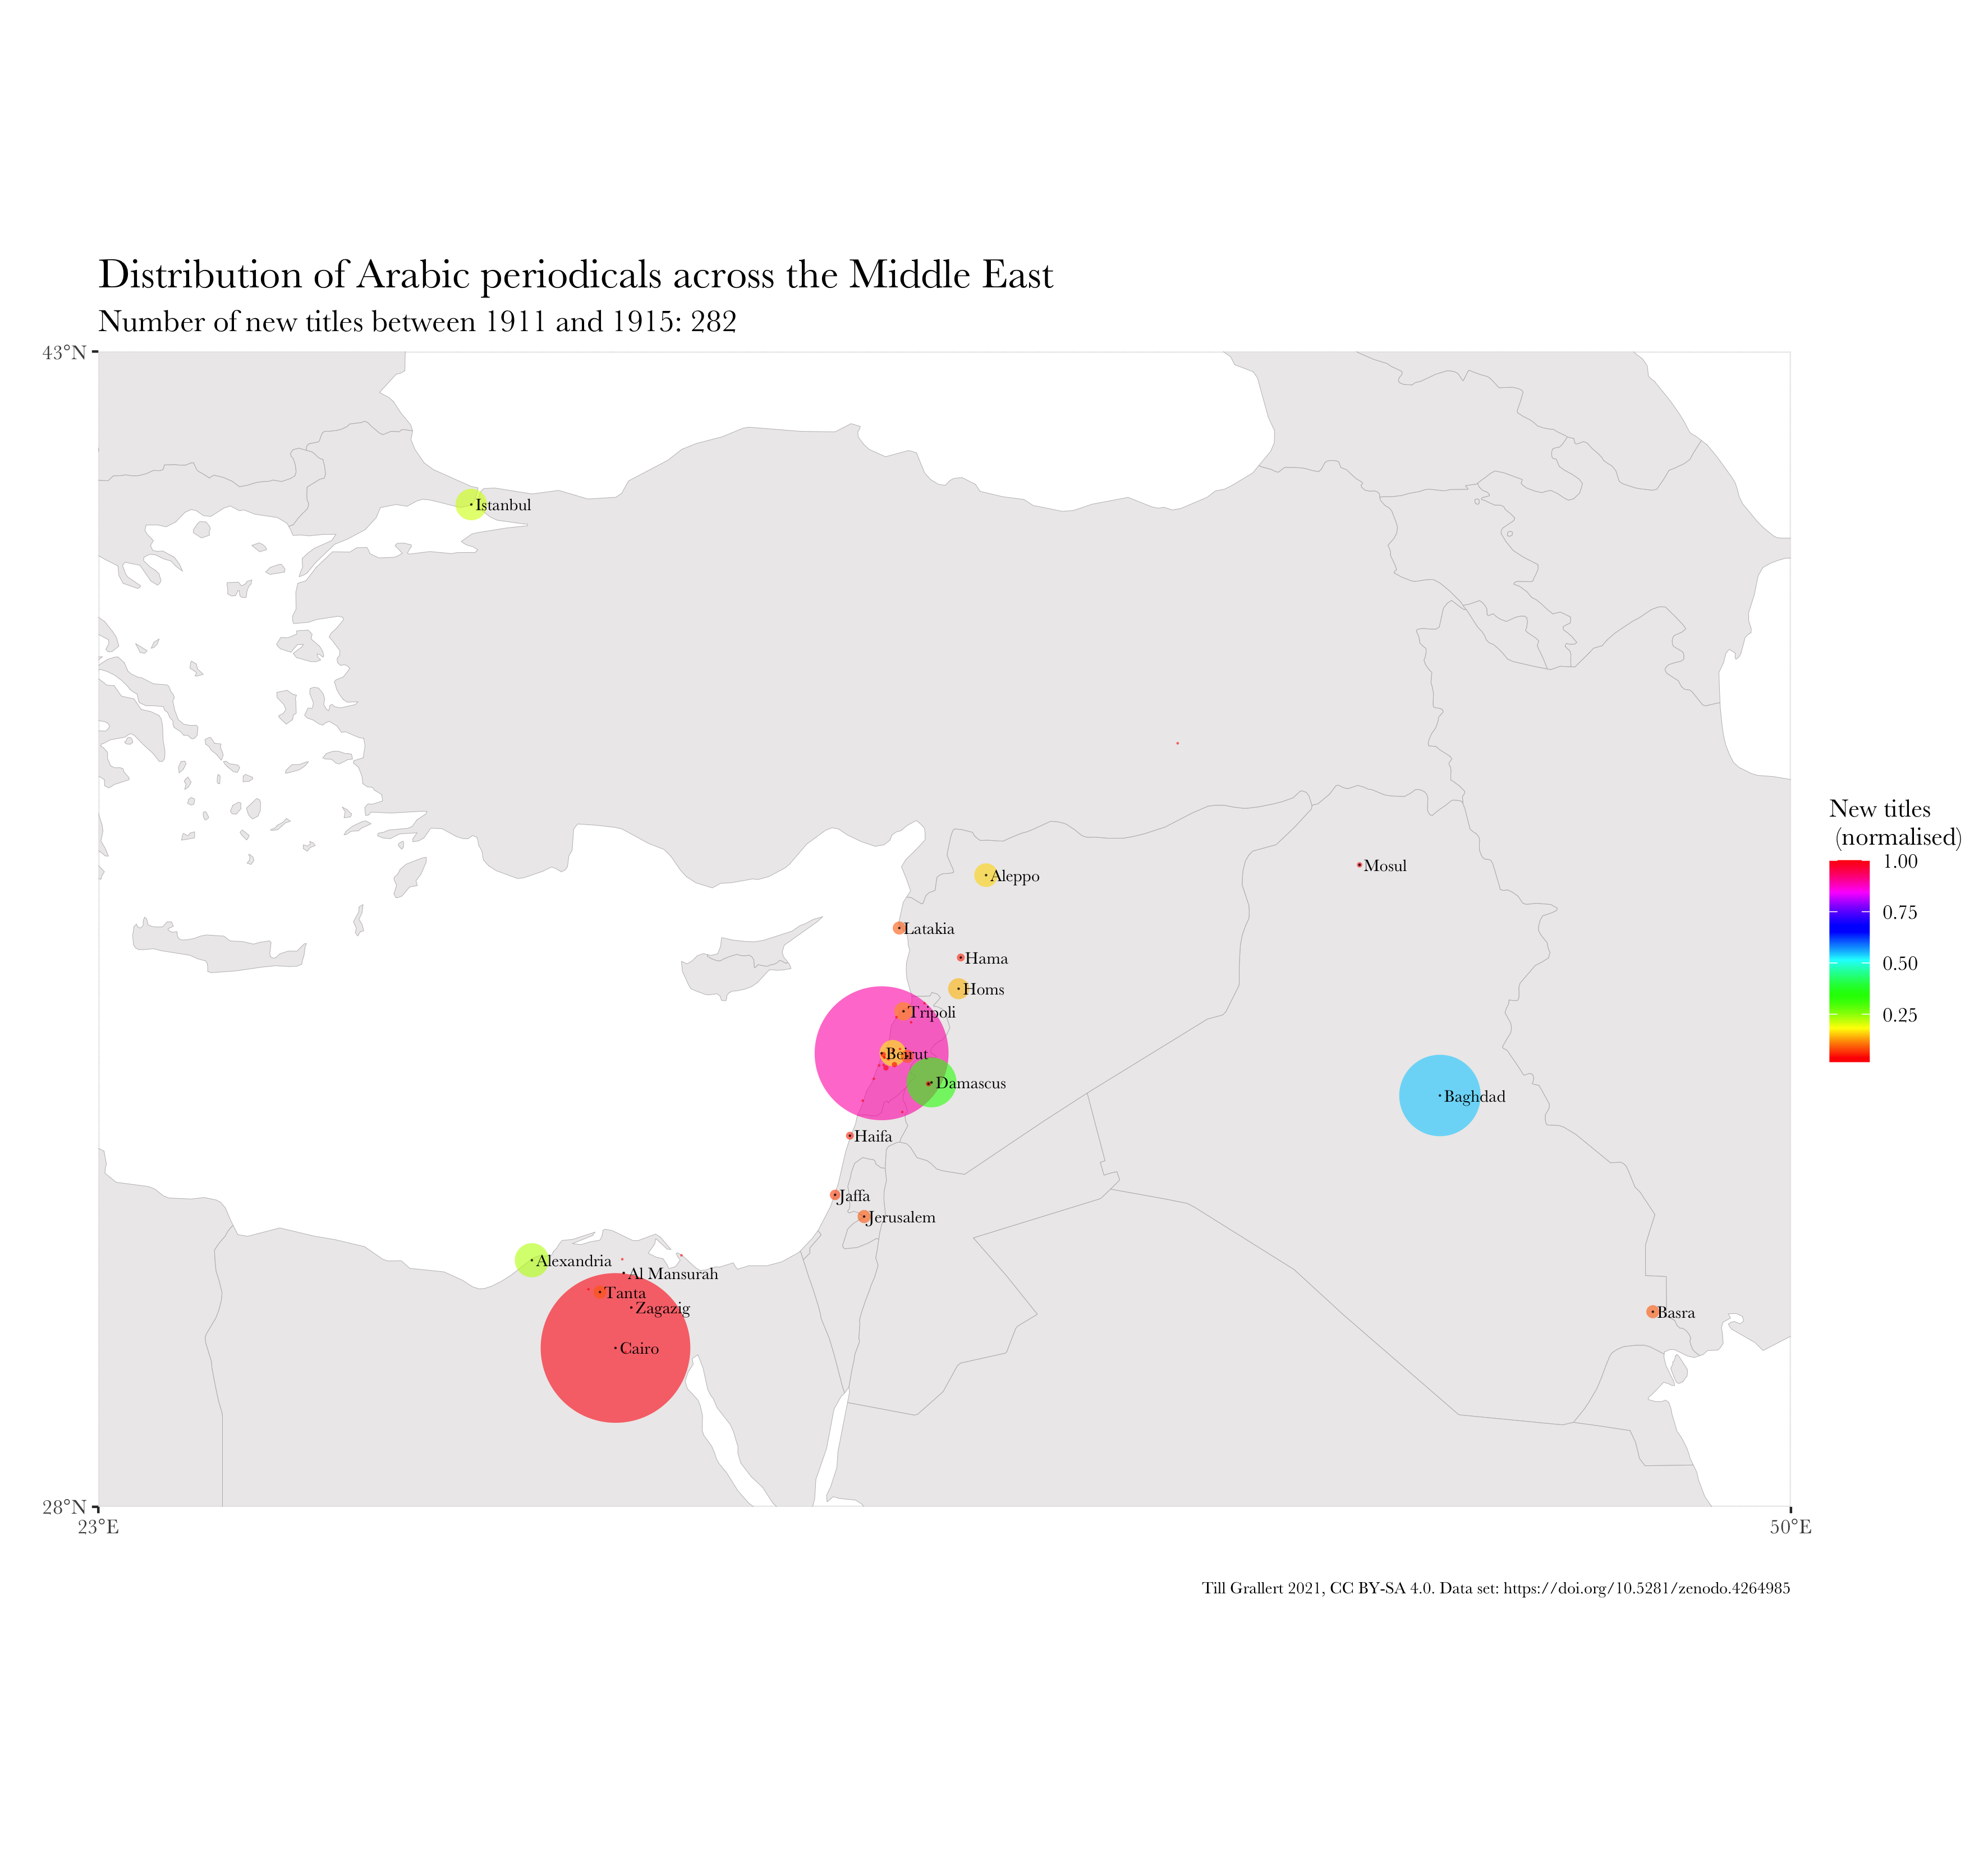 Distribution of Arabic periodicals across the Middle East
Number of new titles between 1911 and 1915: 282
43°N
Istanbul
New titles
(normalised)
1.00
0.75
0.50
0.25
Mosul
Aleppo
Latakia
Hama
Homs
Tripoli
Beirut
Damascus
Baghdad
Haifa
Jaffa
Jerusalem
Alexandria
Al Mansurah
Tanta
Zagazig
Basra
Cairo
28°N
23°E
50°E
Till Grallert 2021, CC BY-SA 4.0. Data set: https://doi.org/10.5281/zenodo.4264985